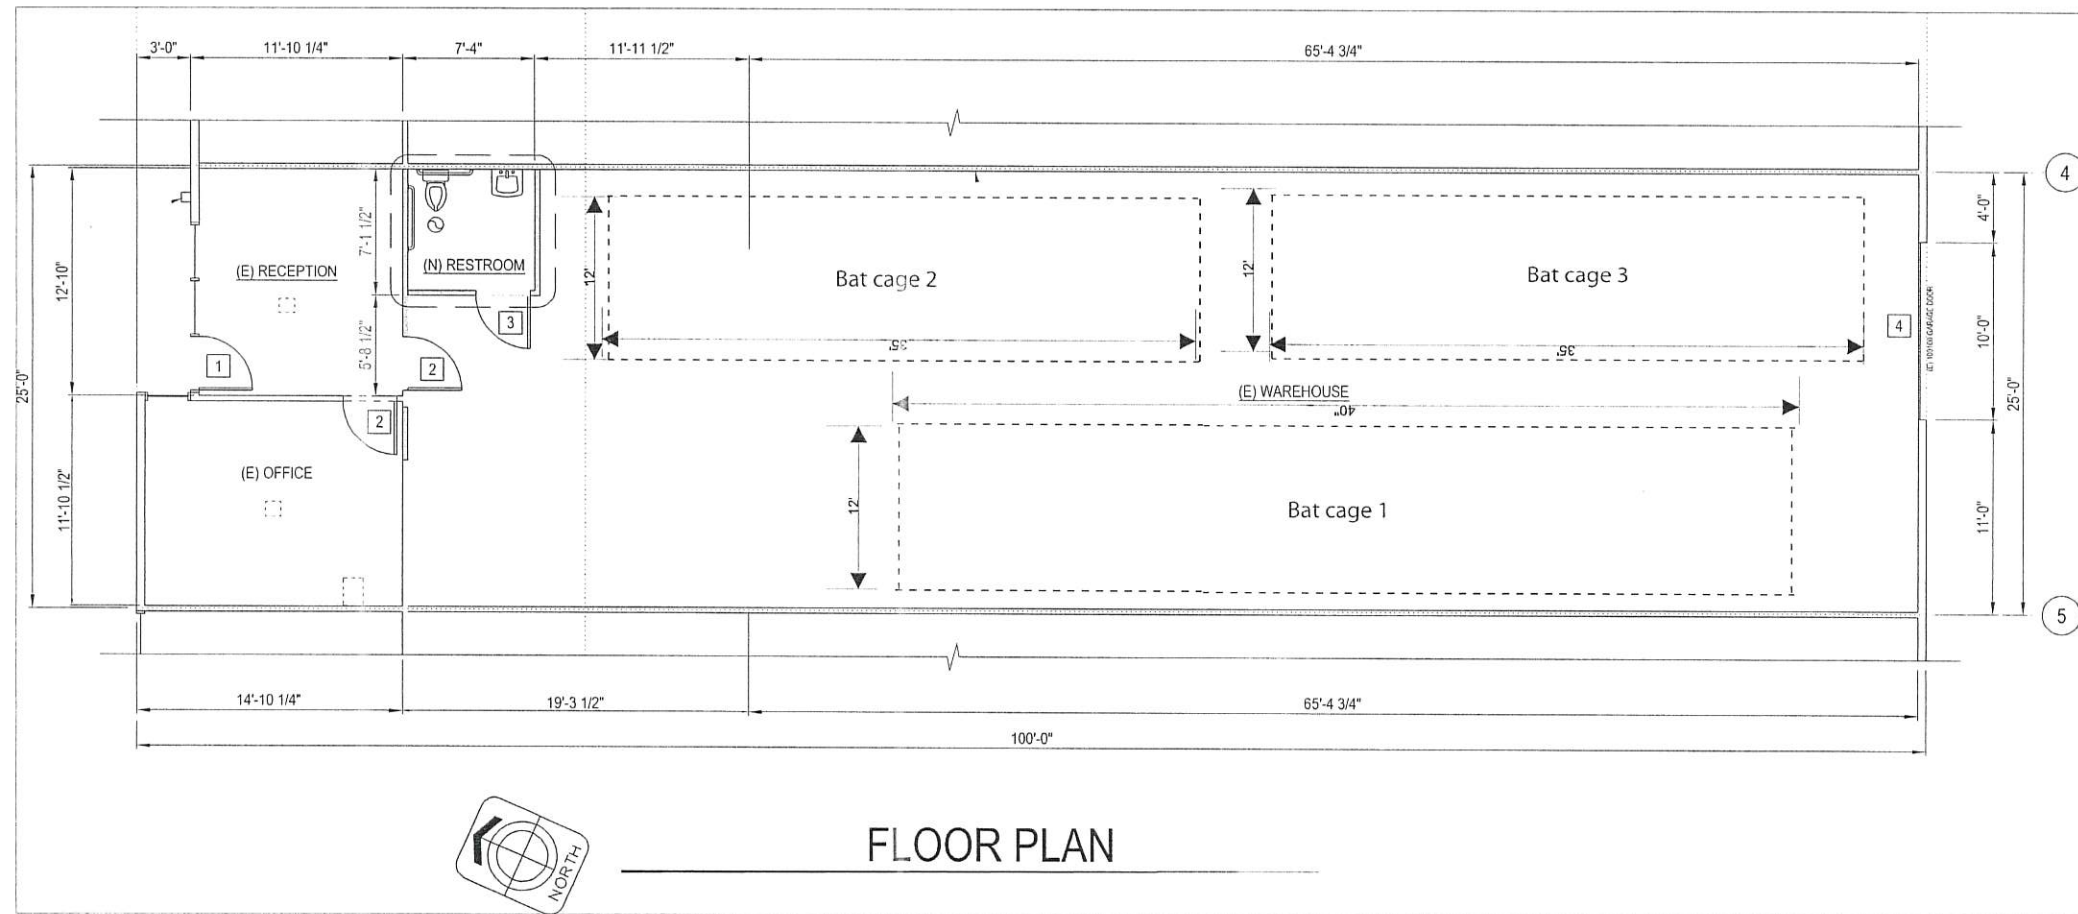 3'-0" 11'-10 1/4" 7'-4" 11'-11 1/2" 65'-4 3/4"
4
4'-0"
7'-1 1/2"
(N) RESTROOM
(E) RECEPTION
12'-10"
12'
Bat cage 2
12'
Bat cage 3
10'-0"
4
3
35'
35'
5'-8 1/2"
1
2
25'-0"
(E) WAREHOUSE
40"
25'-0"
2
(E) OFFICE
11'-10 1/2"
12'
Bat cage 1
11'-0"
5
14'-10 1/4" 19'-3 1/2" 65'-4 3/4"
100'-0"
NORTH
FLOOR PLAN